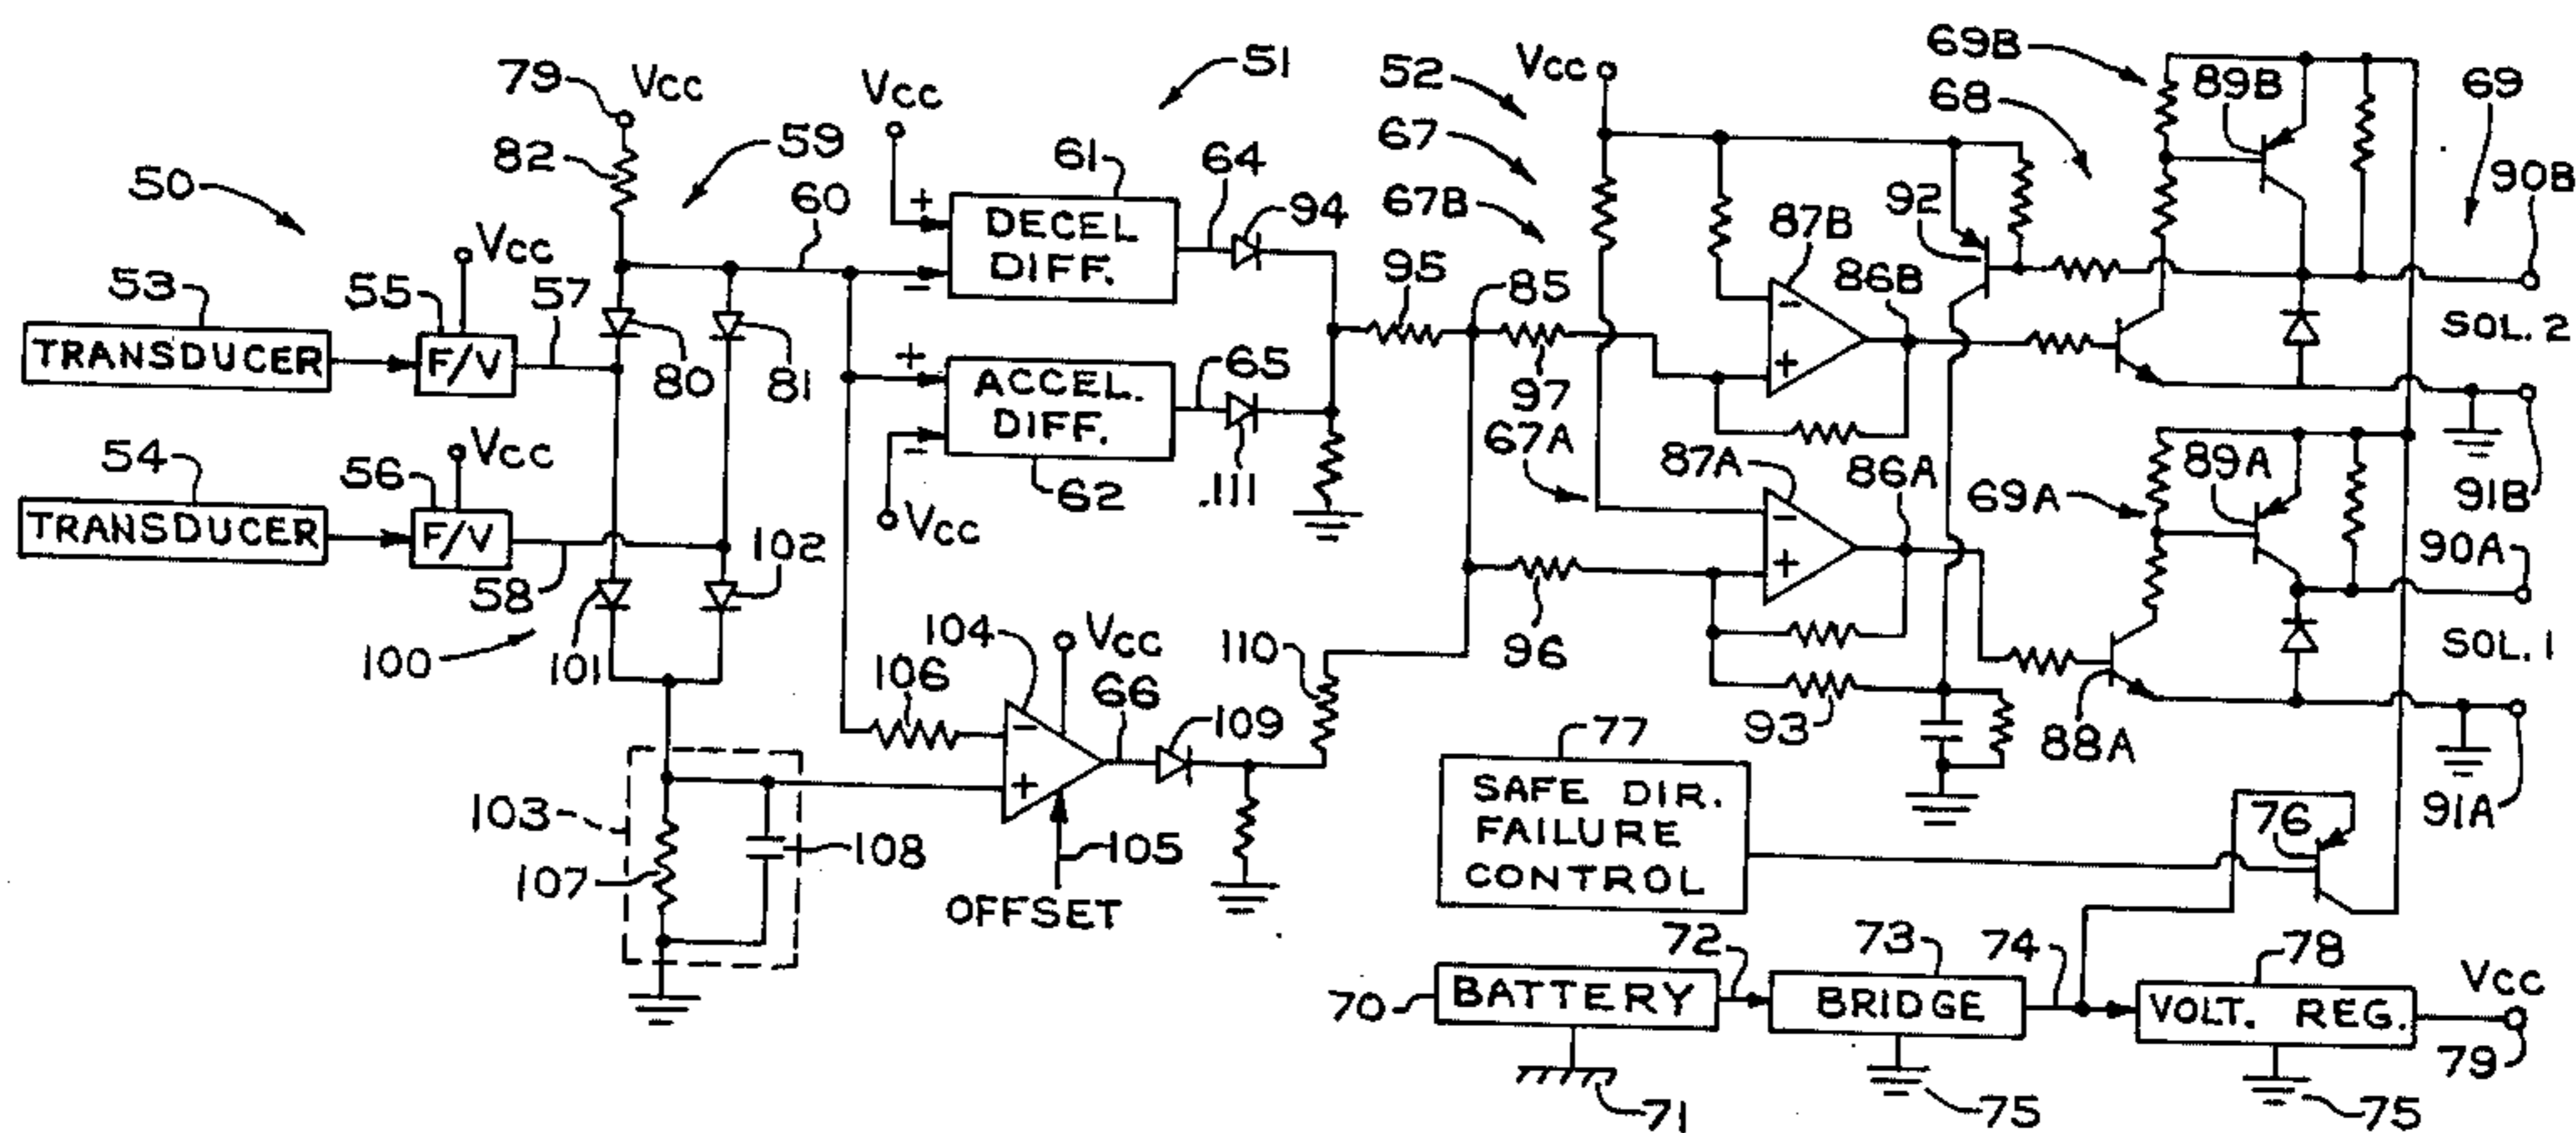 69B
79
Vcc
51
52
Vcc
89B
69
82
59
Vcc
67
68
50
61
64
94
90B
60
+
DECEL
DIFF.
-
67B
92
87B
Vcc
53
55
57
95
85
86B
-
+
SOL. 2
TRANSDUCER
F/V
80
81
+
ACCEL.
DIFF.
-
65
97
67A
87A
86A
89A
91B
54
56
Vcc
62
.111
69A
TRANSDUCER
F/V
102
Vcc
-
+
90A
58
104
Vcc
110
96
SOL. 1
100
101
106
66
109
93
88A
-
+
77
76
91A
103
107
108
105
OFFSET
SAFE DIR.
FAILURE
CONTROL
72
73
74
78
Vcc
70
BATTERY
BRIDGE
VOLT. REG.
79
71
75
75